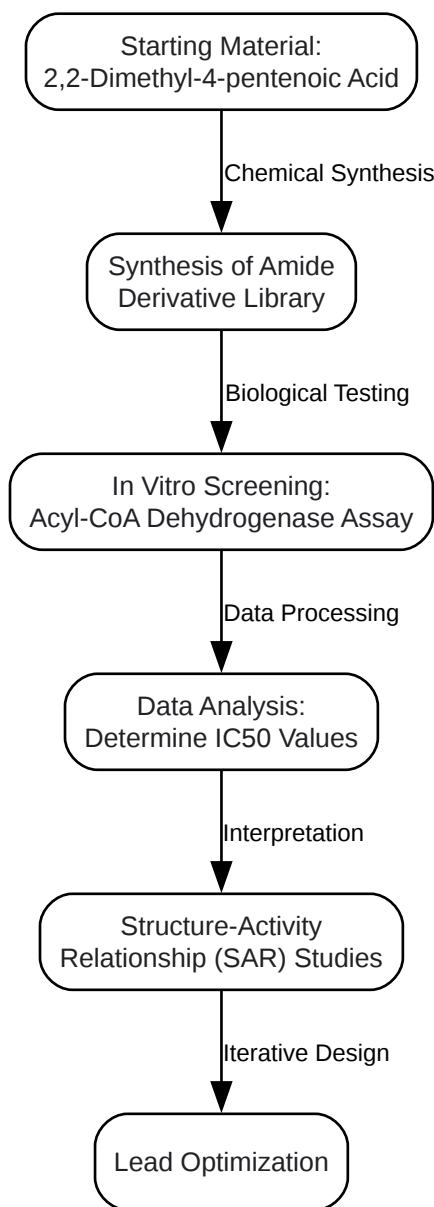 Starting Material:
2,2-Dimethyl-4-pentenoic Acid
Chemical Synthesis
Synthesis of Amide
Derivative Library
Biological Testing
In Vitro Screening:
Acyl-CoA Dehydrogenase Assay
Data Processing
Data Analysis:
Determine IC50 Values
Interpretation
Structure-Activity
Relationship (SAR) Studies
Iterative Design
Lead Optimization